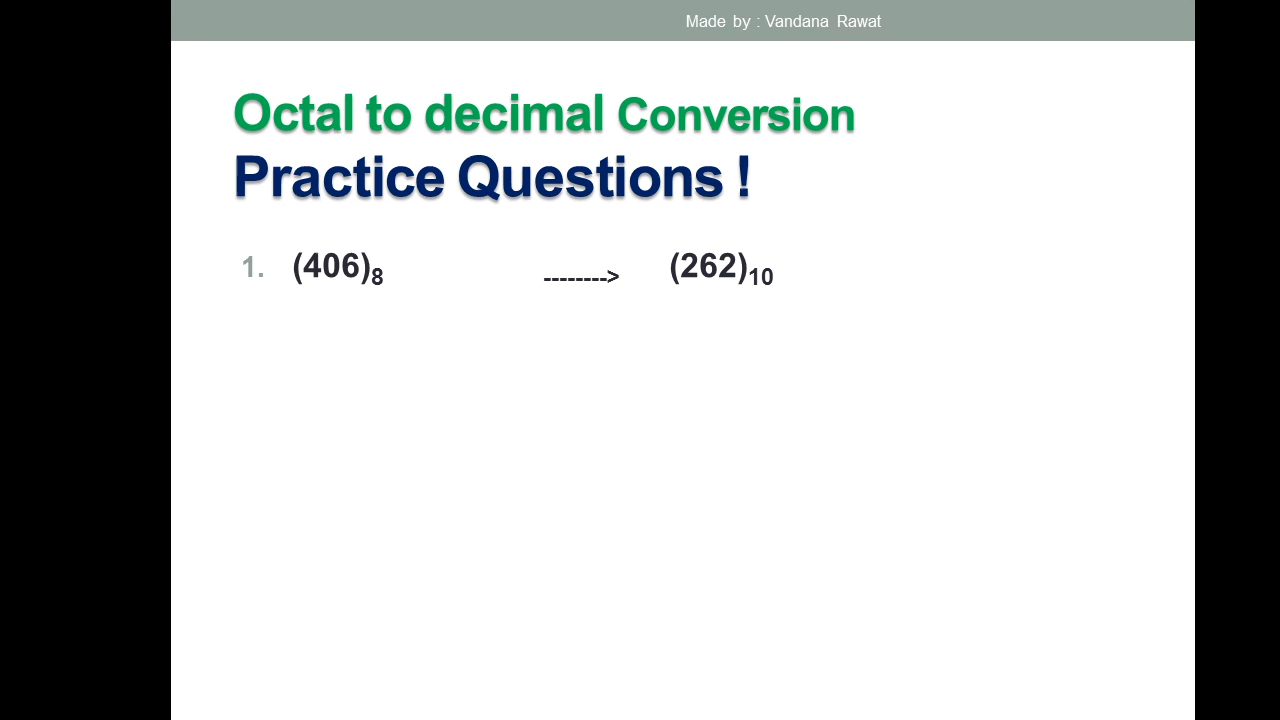 Made by : Vandana Rawat
Octal to decimal Conversion
Practice Questions !
1. (406)₈ --------> (262)₁₀